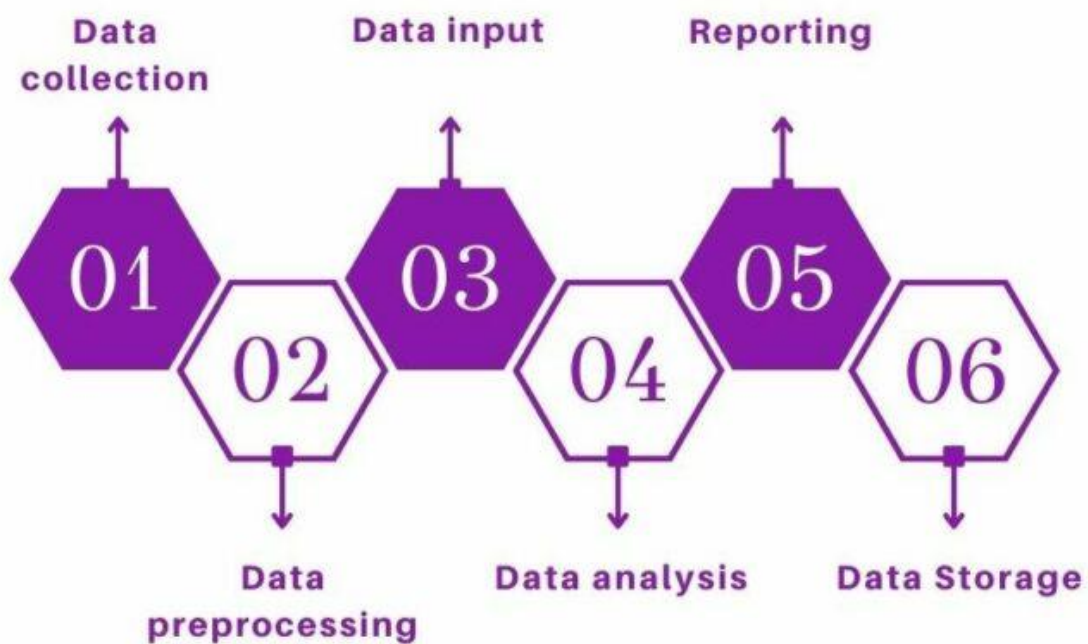 Data
collection
Data input
Reporting
01
03
05
02
04
06
Data
preprocessing
Data analysis
Data Storage